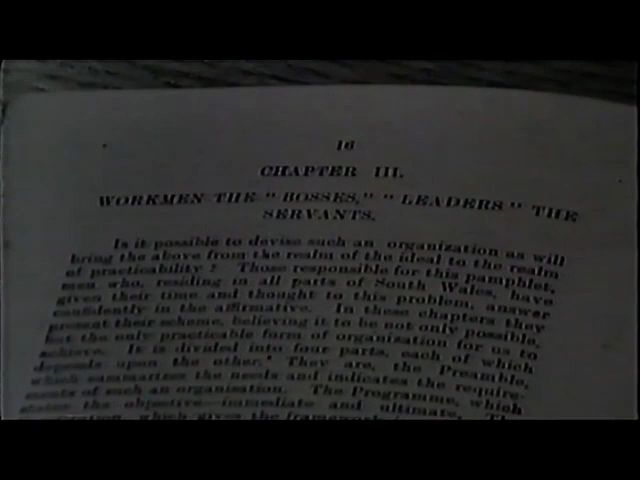 16
CHAPTER III.
WORKMEN THE "BOSSES," "LEADERS" THE
SERVANTS.
Is it possible to devise such an organization as will
bring the above from the realm of the ideal to the realm
of practicability? Those responsible for this pamphlet,
men who, residing in all parts of South Wales, have
given their time and thought to this problem, answer
confidently in the affirmative. In these chapters they
present their scheme, believing it to be not only possible,
but the only practicable form of organization for us to
achieve. It is divided into four parts, each of which
depends upon the other. They are, the Preamble,
which summarizes the needs and indicates the require-
ments of such an organization. The Programme, which
states the objective—immediate and ultimate. The
which gives the